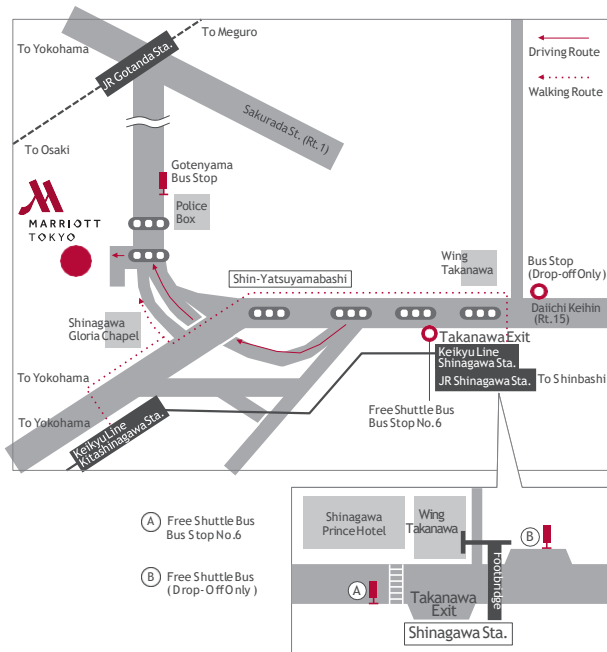 To Meguro
To Yokohama
JR Gotanda Sta.
Driving Route
Walking Route
Sakurada St. (Rt.1)
To Osaki
Gotenyama
Bus Stop
Police
Box
MARRIOTT
TOKYO
Wing
Takanawa
Bus Stop
(Drop-off Only)
Shin-Yatsuyamabashi
Daiichi Keihin
(Rt.15)
Shinagawa
Gloria Chapel
Takanawa Exit
Keikyu Line
Shinagawa Sta.
JR Shinagawa Sta.
To Shinbashi
To Yokohama
To Yokohama
Keikyu Line
Kitashinagawa Sta.
Free Shuttle Bus
Bus Stop No.6
A Free Shuttle Bus
Bus Stop No.6
B Free Shuttle Bus
(Drop-Off Only)
Shinagawa
Prince Hotel
Wing
Takanawa
B
A
Footbridge
Takanawa
Exit
Shinagawa Sta.